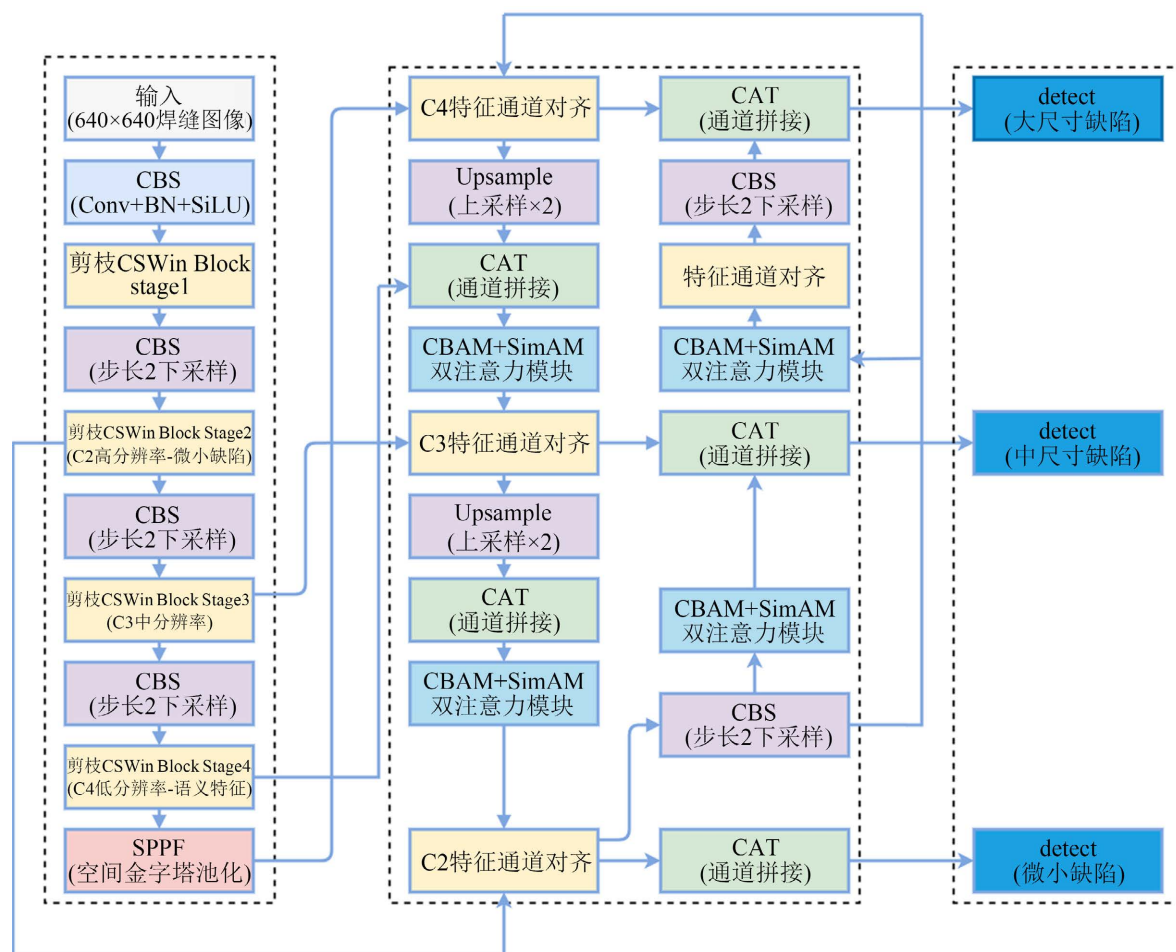 输入
(640×640焊缝图像)
CBS
(Conv+BN+SiLU)
剪枝CSWin Block
stage1
CBS
(步长2下采样)
剪枝CSWin Block Stage2
(C2高分辨率-微小缺陷)
CBS
(步长2下采样)
剪枝CSWin Block Stage3
(C3中分辨率)
CBS
(步长2下采样)
剪枝CSWin Block Stage4
(C4低分辨率-语义特征)
SPPF
(空间金字塔池化)
C4特征通道对齐
Upsample
(上采样×2)
CAT
(通道拼接)
CBAM+SimAM
双注意力模块
C3特征通道对齐
Upsample
(上采样×2)
CAT
(通道拼接)
CBAM+SimAM
双注意力模块
C2特征通道对齐
CAT
(通道拼接)
CBS
(步长2下采样)
特征通道对齐
CBAM+SimAM
双注意力模块
CAT
(通道拼接)
CBAM+SimAM
双注意力模块
CBS
(步长2下采样)
CAT
(通道拼接)
detect
(大尺寸缺陷)
detect
(中尺寸缺陷)
detect
(微小缺陷)